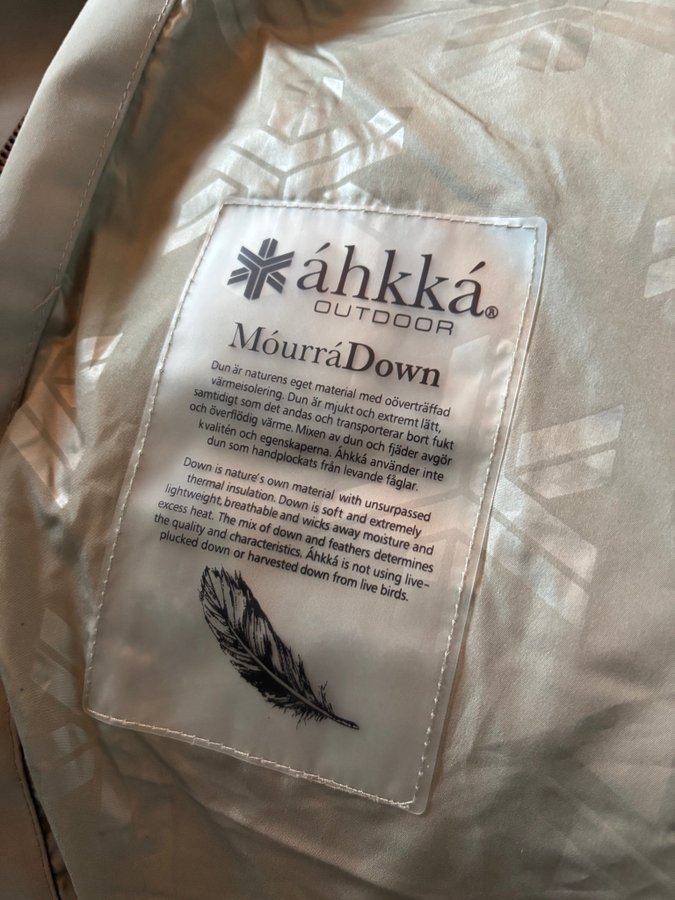 áhkká®
OUTDOOR
MóurráDown
Dun är naturens eget material med oöverträffad
värmeisolering. Dun är mjukt och extremt lätt,
samtidigt som det andas och transporterar bort fukt
och överflödig värme. Mixen av dun och fjäder avgör
kvalitén och egenskaperna. Áhkká använder inte
dun som handplockats från levande fåglar.
Down is nature's own material with unsurpassed
thermal insulation. Down is soft and extremely
lightweight, breathable and wicks away moisture and
excess heat. The mix of down and feathers determines
the quality and characteristics. Áhkká is not using live-
plucked down or harvested down from live birds.